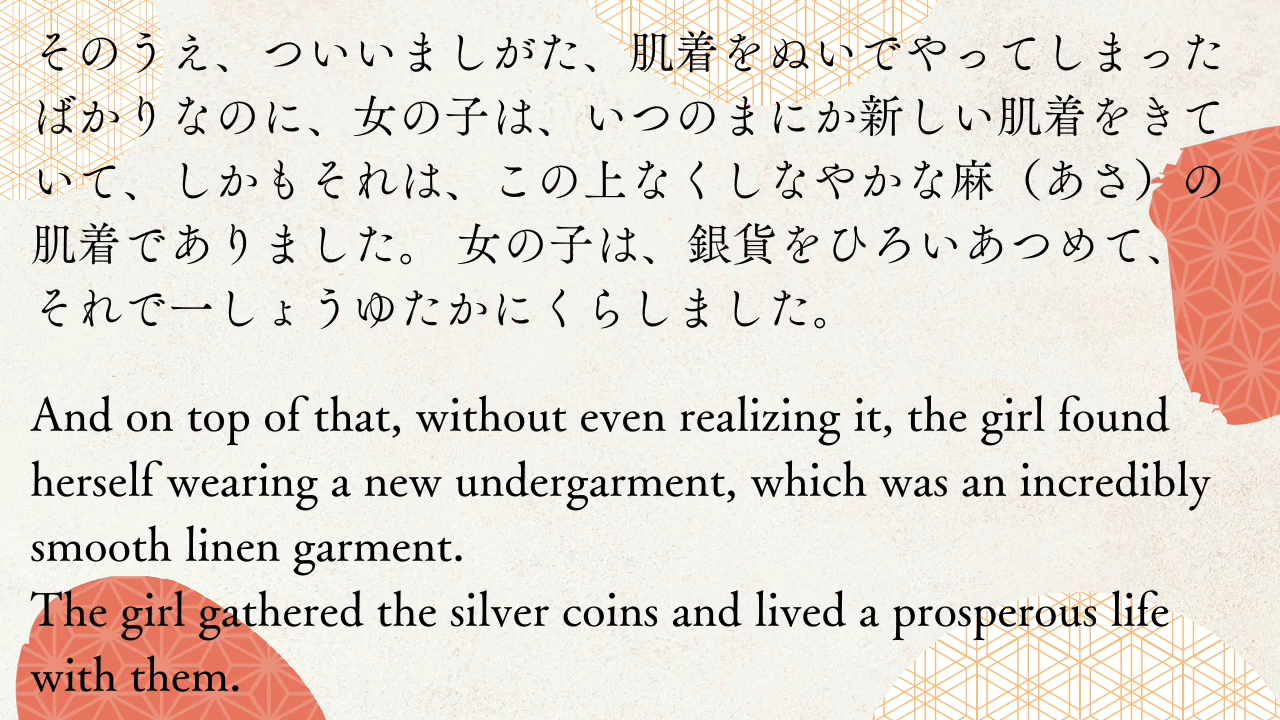 そのうえ、ついいましがた、肌着をぬいでやってしまった
ばかりなのに、女の子は、いつのまにか新しい肌着をきて
いて、しかもそれは、この上なくしなやかな麻（あさ）の
肌着でありました。 女の子は、銀貨をひろいあつめて、
それで一しょうゆたかにくらしました。
And on top of that, without even realizing it, the girl found
herself wearing a new undergarment, which was an incredibly
smooth linen garment.
The girl gathered the silver coins and lived a prosperous life
with them.